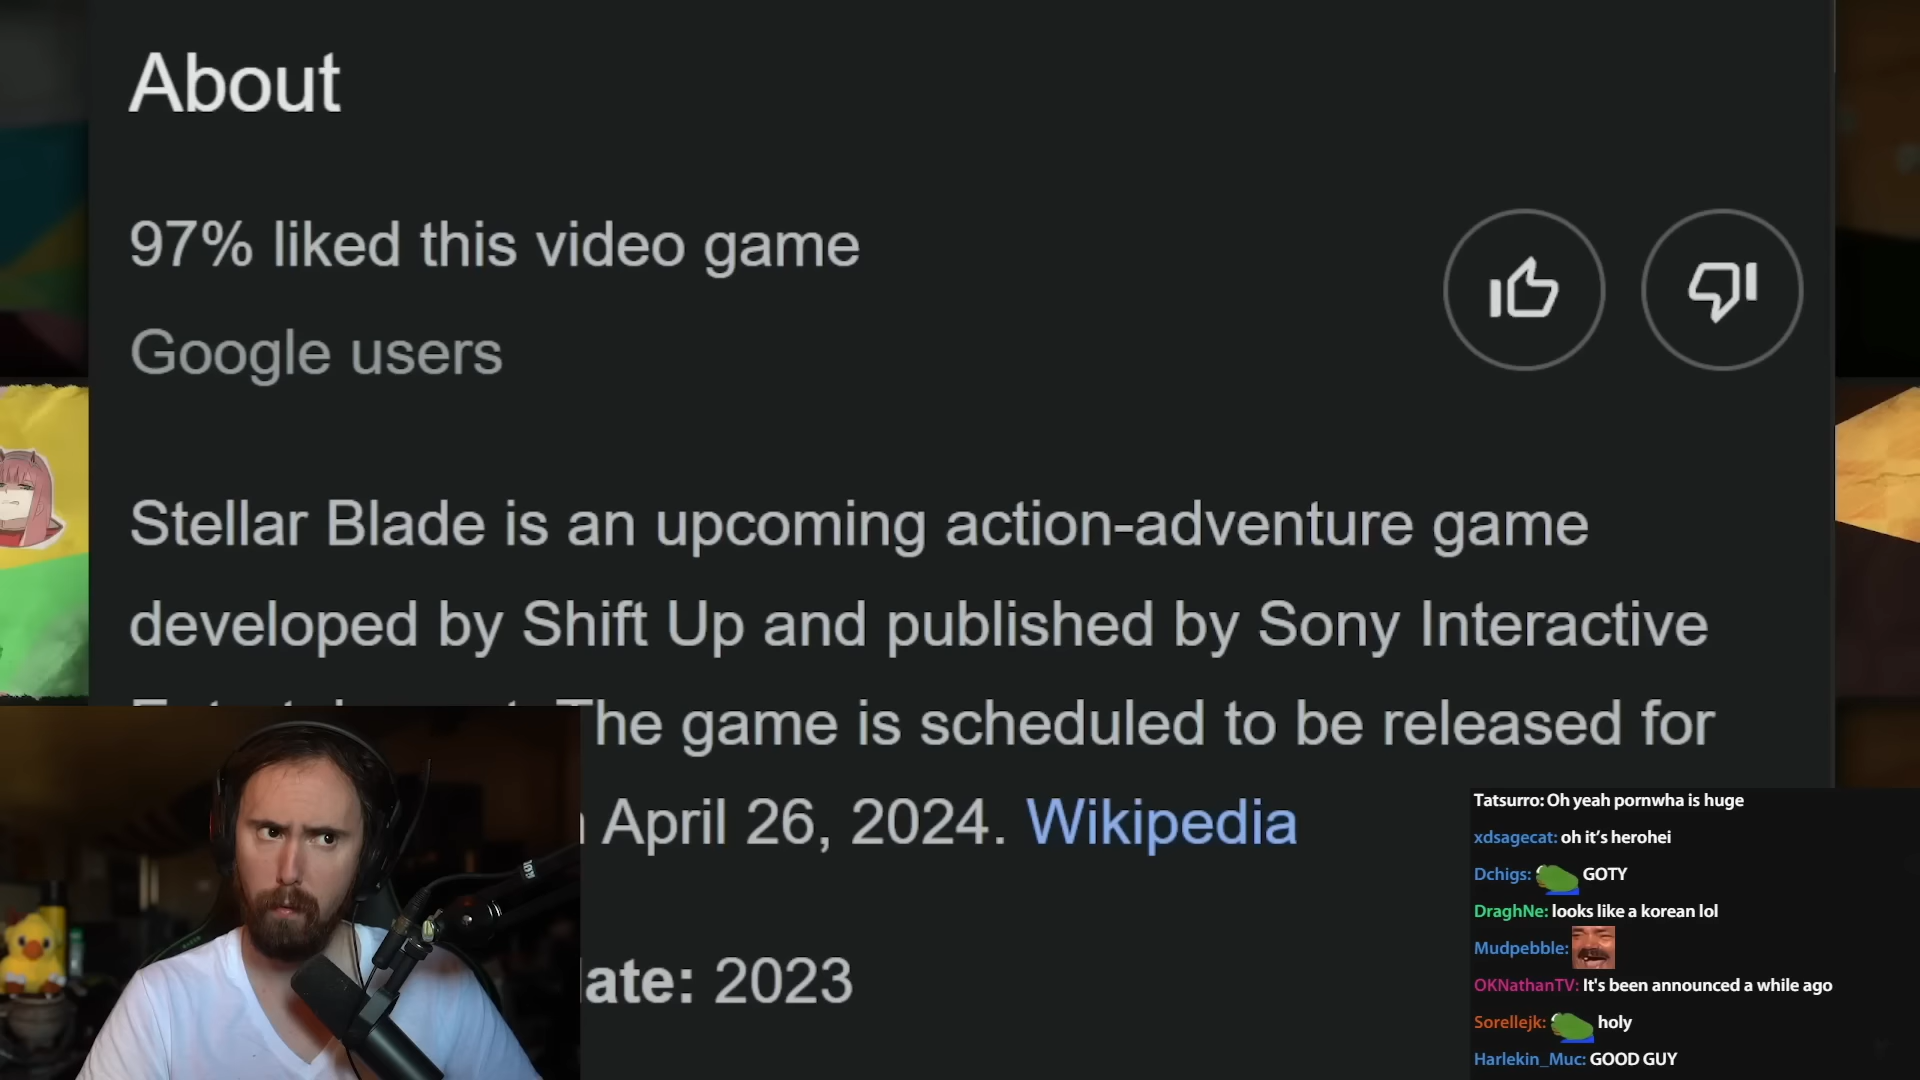 About
97% liked this video game
Google users
Stellar Blade is an upcoming action-adventure game
developed by Shift Up and published by Sony Interactive
The game is scheduled to be released for
April 26, 2024. Wikipedia
ate: 2023
Tatsurro: Oh yeah pornwha is huge
xdsagecat: oh it’s herohei
Dchigs: GOTY
DraghNe: looks like a korean lol
Mudpebble:
OKNathanTV: It's been announced a while ago
Sorellejk: holy
Harlekin_Muc: GOOD GUY